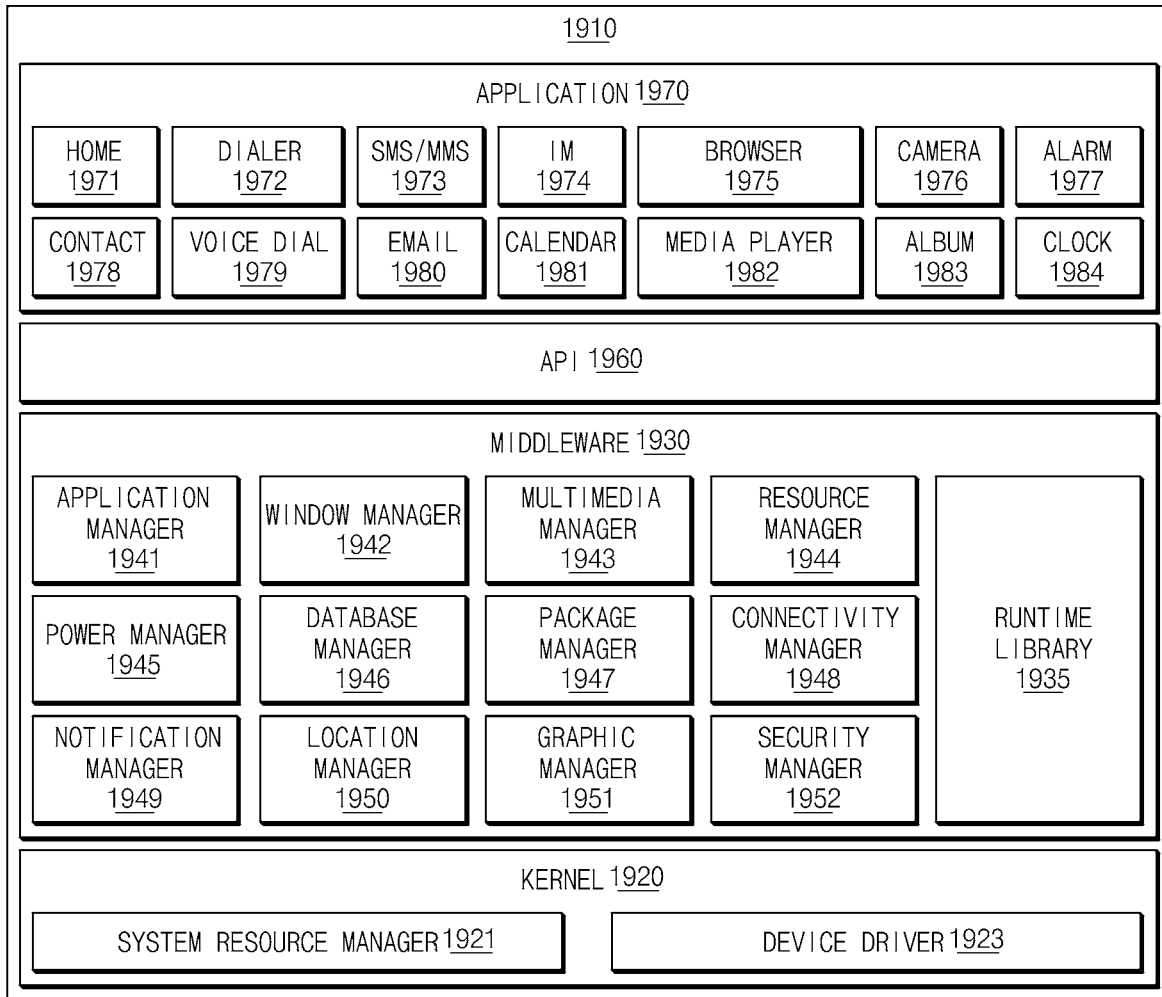 1910
APPLICATION 1970
HOME
1971
DIALER
1972
SMS/MMS
1973
IM
1974
BROWSER
1975
CAMERA
1976
ALARM
1977
CONTACT
1978
VOICE DIAL
1979
EMAIL
1980
CALENDAR
1981
MEDIA PLAYER
1982
ALBUM
1983
CLOCK
1984
API 1960
MIDDLEWARE 1930
APPLICATION
MANAGER
1941
WINDOW MANAGER
1942
MULTIMEDIA
MANAGER
1943
RESOURCE
MANAGER
1944
POWER MANAGER
1945
DATABASE
MANAGER
1946
PACKAGE
MANAGER
1947
CONNECTIVITY
MANAGER
1948
NOTIFICATION
MANAGER
1949
LOCATION
MANAGER
1950
GRAPHIC
MANAGER
1951
SECURITY
MANAGER
1952
RUNTIME
LIBRARY
1935
KERNEL 1920
SYSTEM RESOURCE MANAGER 1921
DEVICE DRIVER 1923